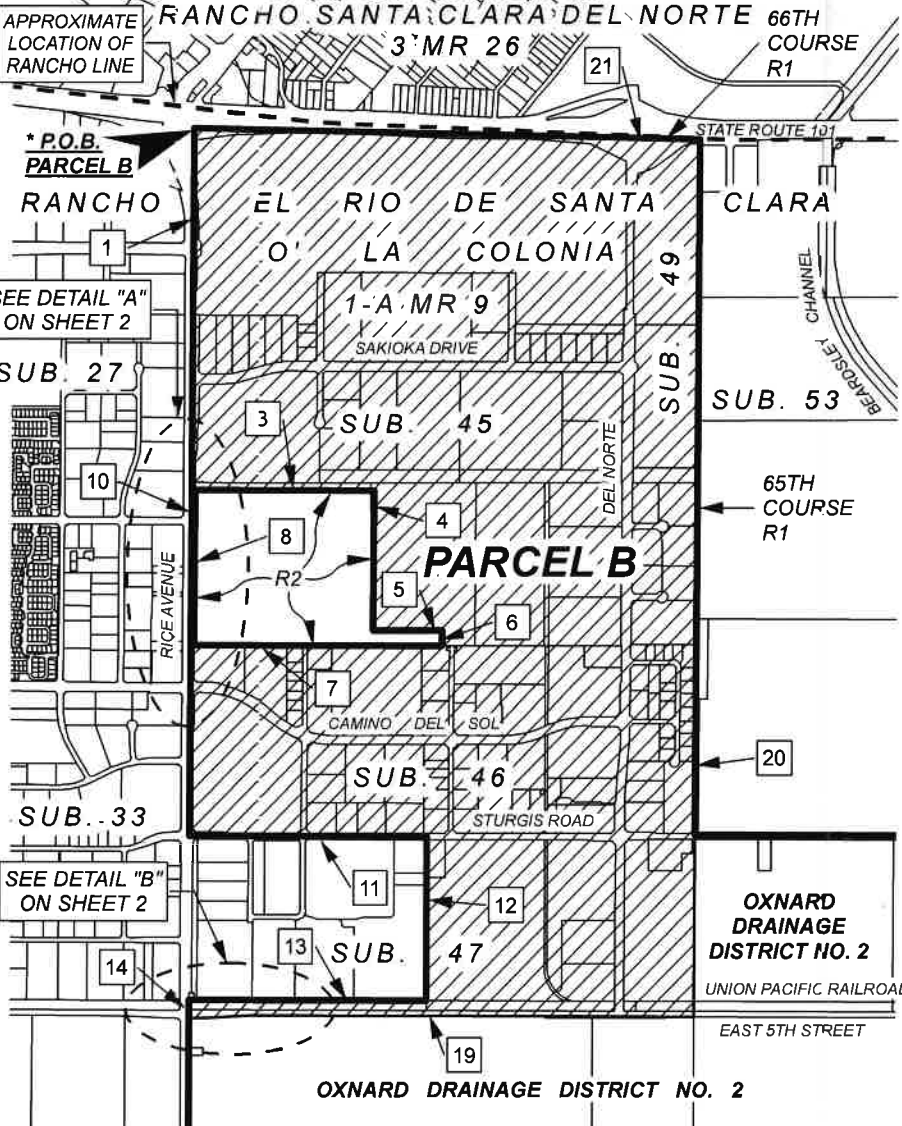 RANCHO SANTA CLARA DEL NORTE
3 MR 26
APPROXIMATE
LOCATION OF
RANCHO LINE
66TH
COURSE
R1
21
STATE ROUTE 101
* P.O.B.
PARCEL B
RANCHO EL RIO DE SANTA CLARA
O' LA COLONIA
1
1-A MR 9
SEE DETAIL "A"
ON SHEET 2
SAKIOKA DRIVE
CHANNEL
BEARDSLEY
SUB. 27
SUB. 49
SUB. 53
3
SUB. 45
DEL NORTE
10
65TH
COURSE
R1
4
8
PARCEL B
R2
5
6
RICE AVENUE
7
CAMINO DEL SOL
20
SUB. 46
SUB. 33
STURGIS ROAD
SEE DETAIL "B"
ON SHEET 2
11
12
OXNARD
DRAINAGE
DISTRICT NO. 2
13
SUB. 47
14
UNION PACIFIC RAILROAD
EAST 5TH STREET
19
OXNARD DRAINAGE DISTRICT NO. 2